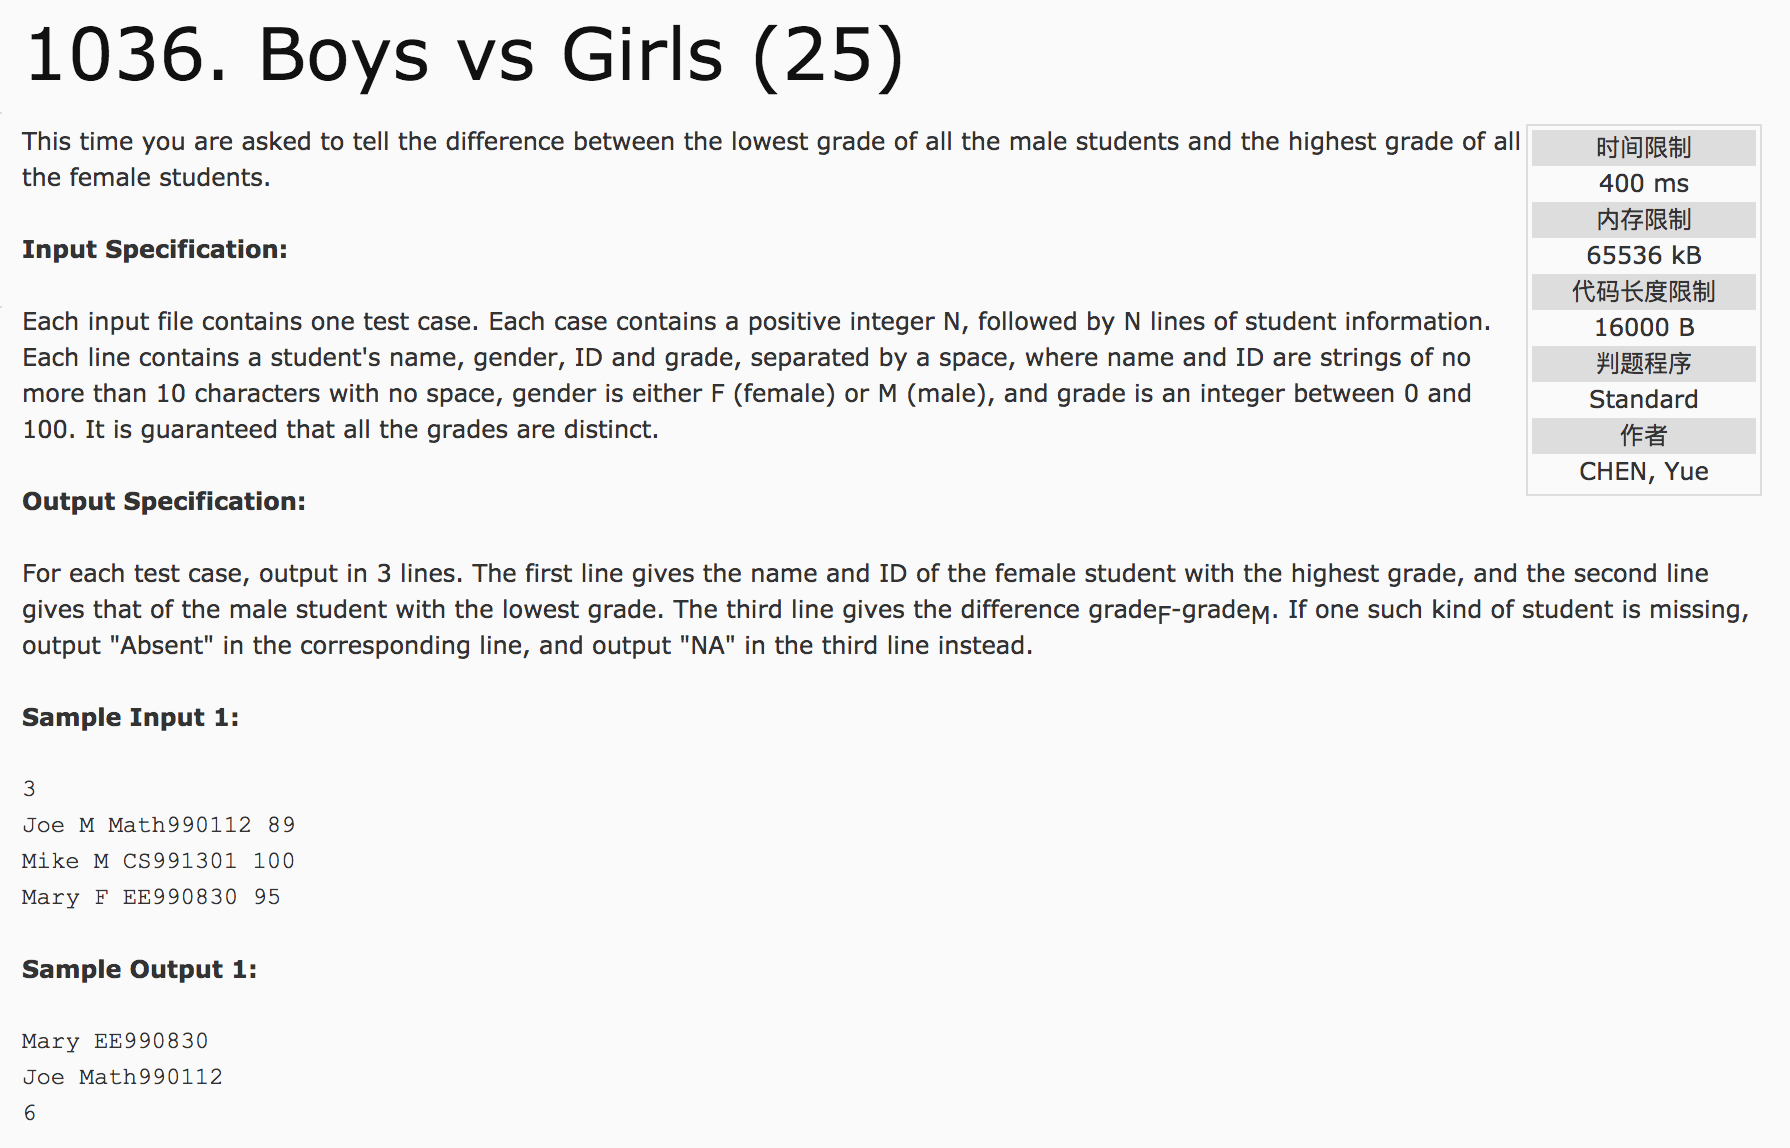 1036. Boys vs Girls (25)
This time you are asked to tell the difference between the lowest grade of all the male students and the highest grade of all
the female students.
时间限制
400 ms
内存限制
65536 kB
代码长度限制
16000 B
判题程序
Standard
作者
CHEN, Yue
Input Specification:
Each input file contains one test case. Each case contains a positive integer N, followed by N lines of student information.
Each line contains a student's name, gender, ID and grade, separated by a space, where name and ID are strings of no
more than 10 characters with no space, gender is either F (female) or M (male), and grade is an integer between 0 and
100. It is guaranteed that all the grades are distinct.
Output Specification:
For each test case, output in 3 lines. The first line gives the name and ID of the female student with the highest grade, and the second line
gives that of the male student with the lowest grade. The third line gives the difference gradeF-gradeM. If one such kind of student is missing,
output "Absent" in the corresponding line, and output "NA" in the third line instead.
Sample Input 1:
3
Joe M Math990112 89
Mike M CS991301 100
Mary F EE990830 95
Sample Output 1:
Mary EE990830
Joe Math990112
6